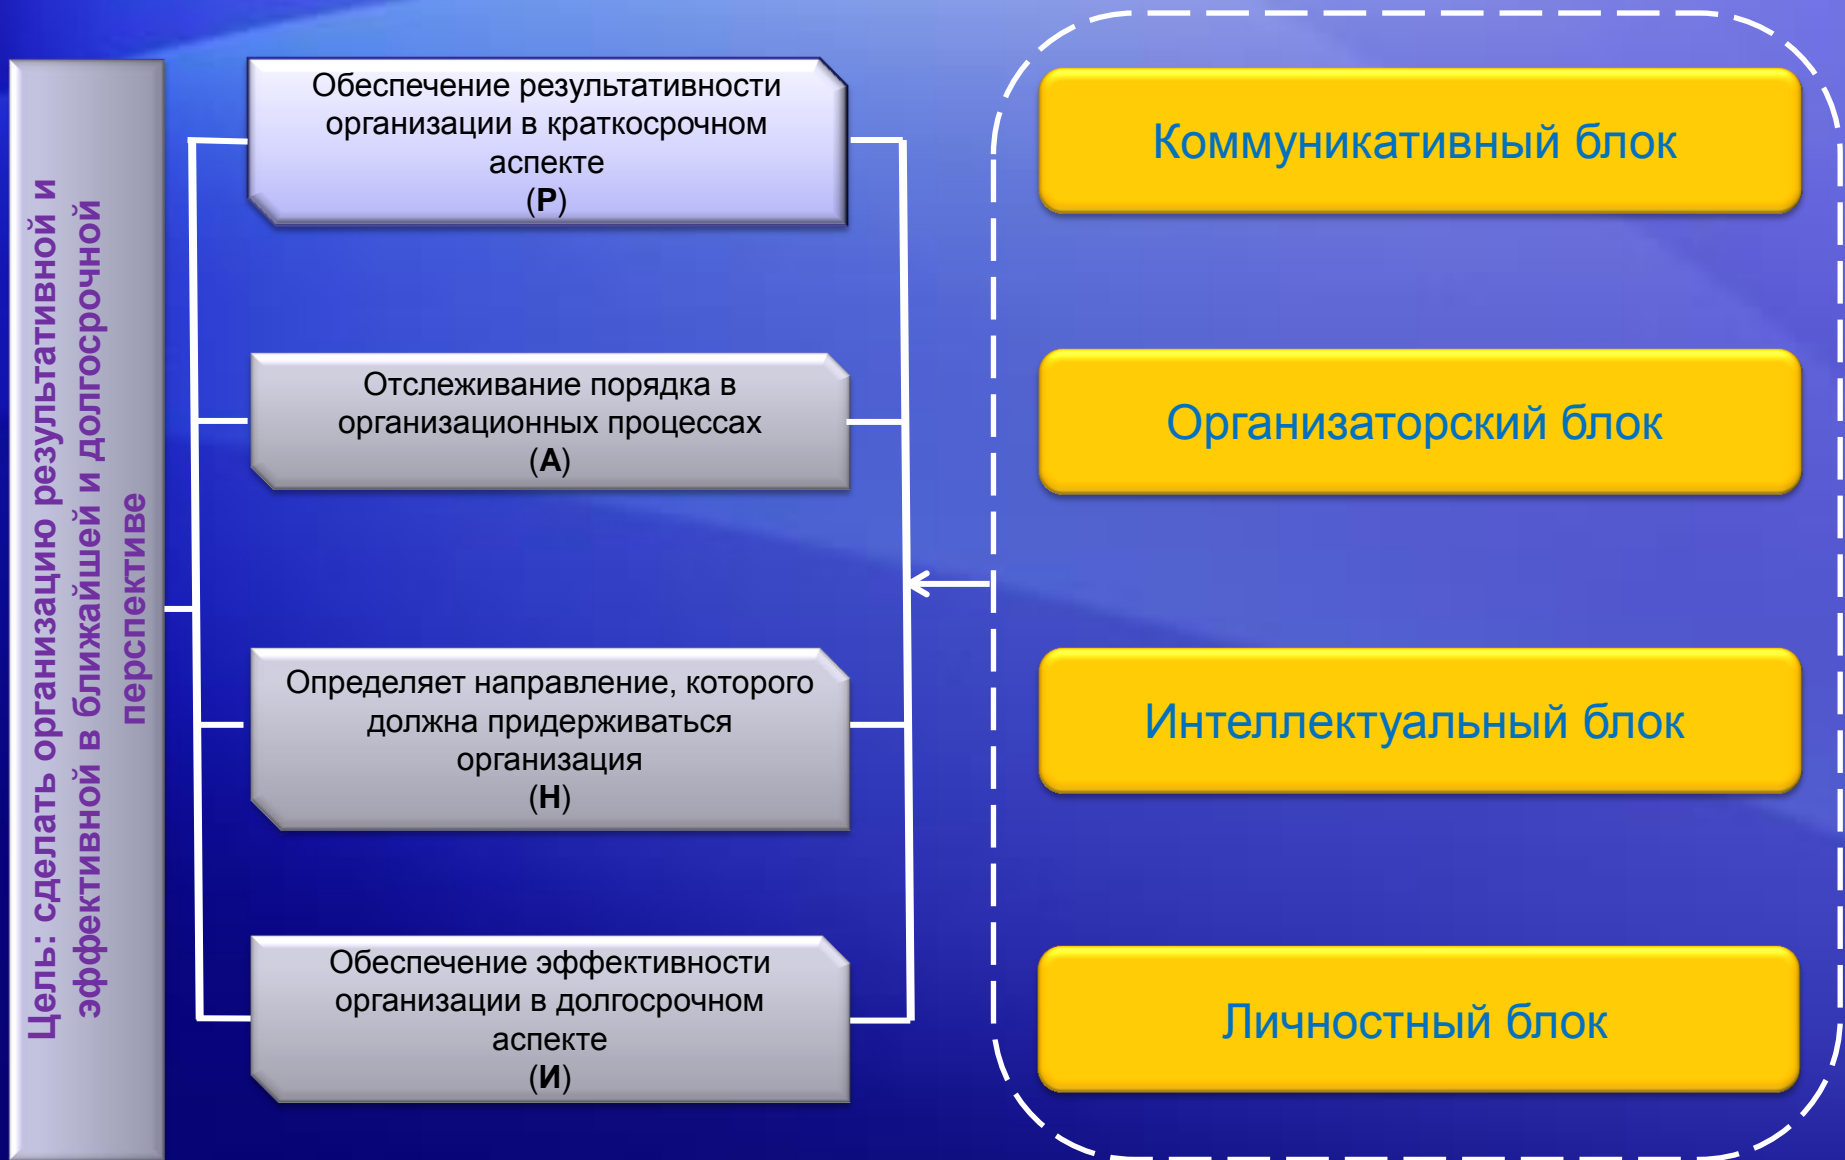 Цель: сделать организацию результативной и
эффективной в ближайшей и долгосрочной
перспективе
Обеспечение результативности
организации в краткосрочном
аспекте
(Р)
Отслеживание порядка в
организационных процессах
(А)
Определяет направление, которого
должна придерживаться
организация
(Н)
Обеспечение эффективности
организации в долгосрочном
аспекте
(И)
Коммуникативный блок
Организаторский блок
Интеллектуальный блок
Личностный блок